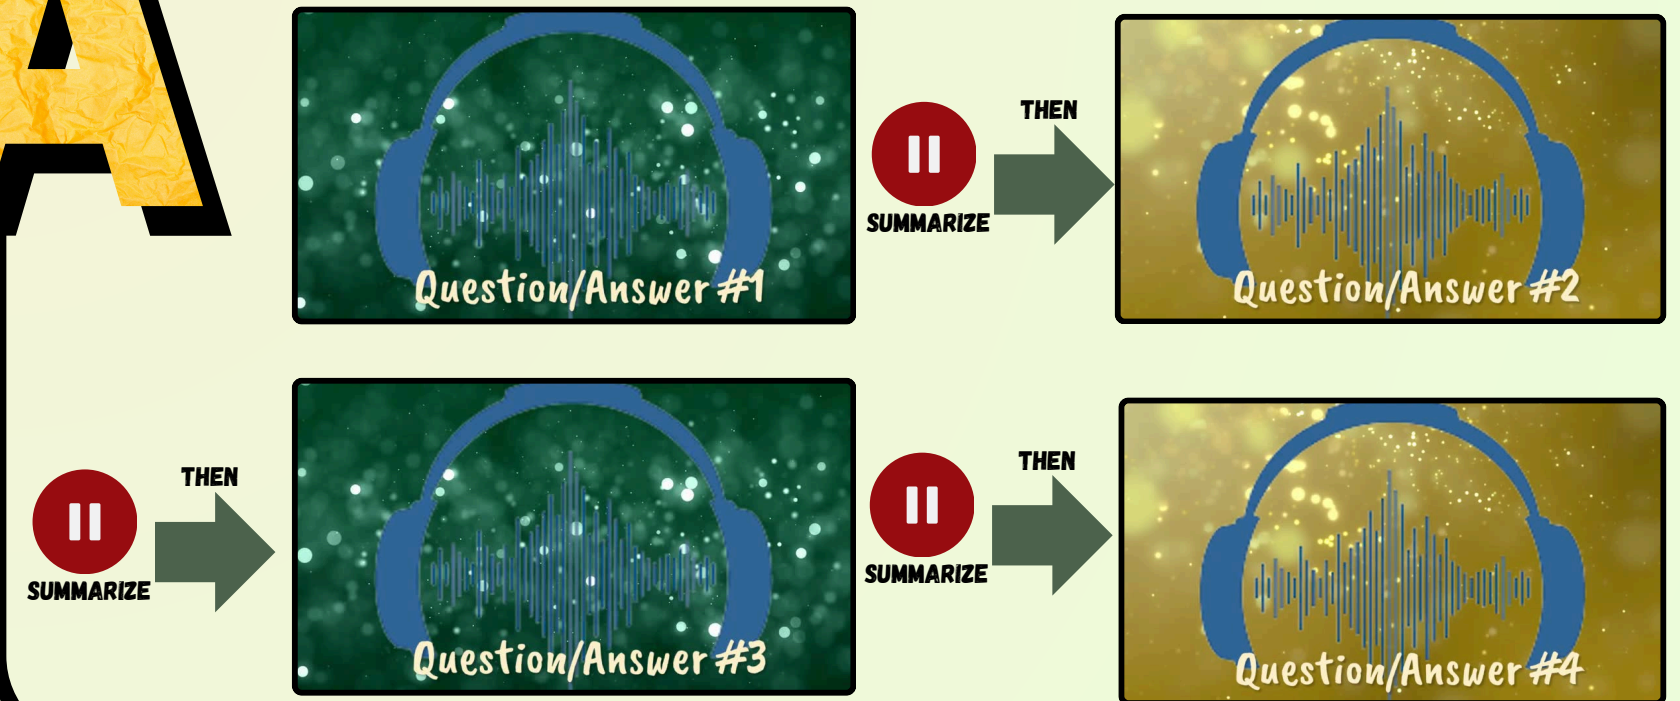 A
Question/Answer #1
SUMMARIZE
THEN
Question/Answer #2
SUMMARIZE
THEN
Question/Answer #3
SUMMARIZE
THEN
Question/Answer #4